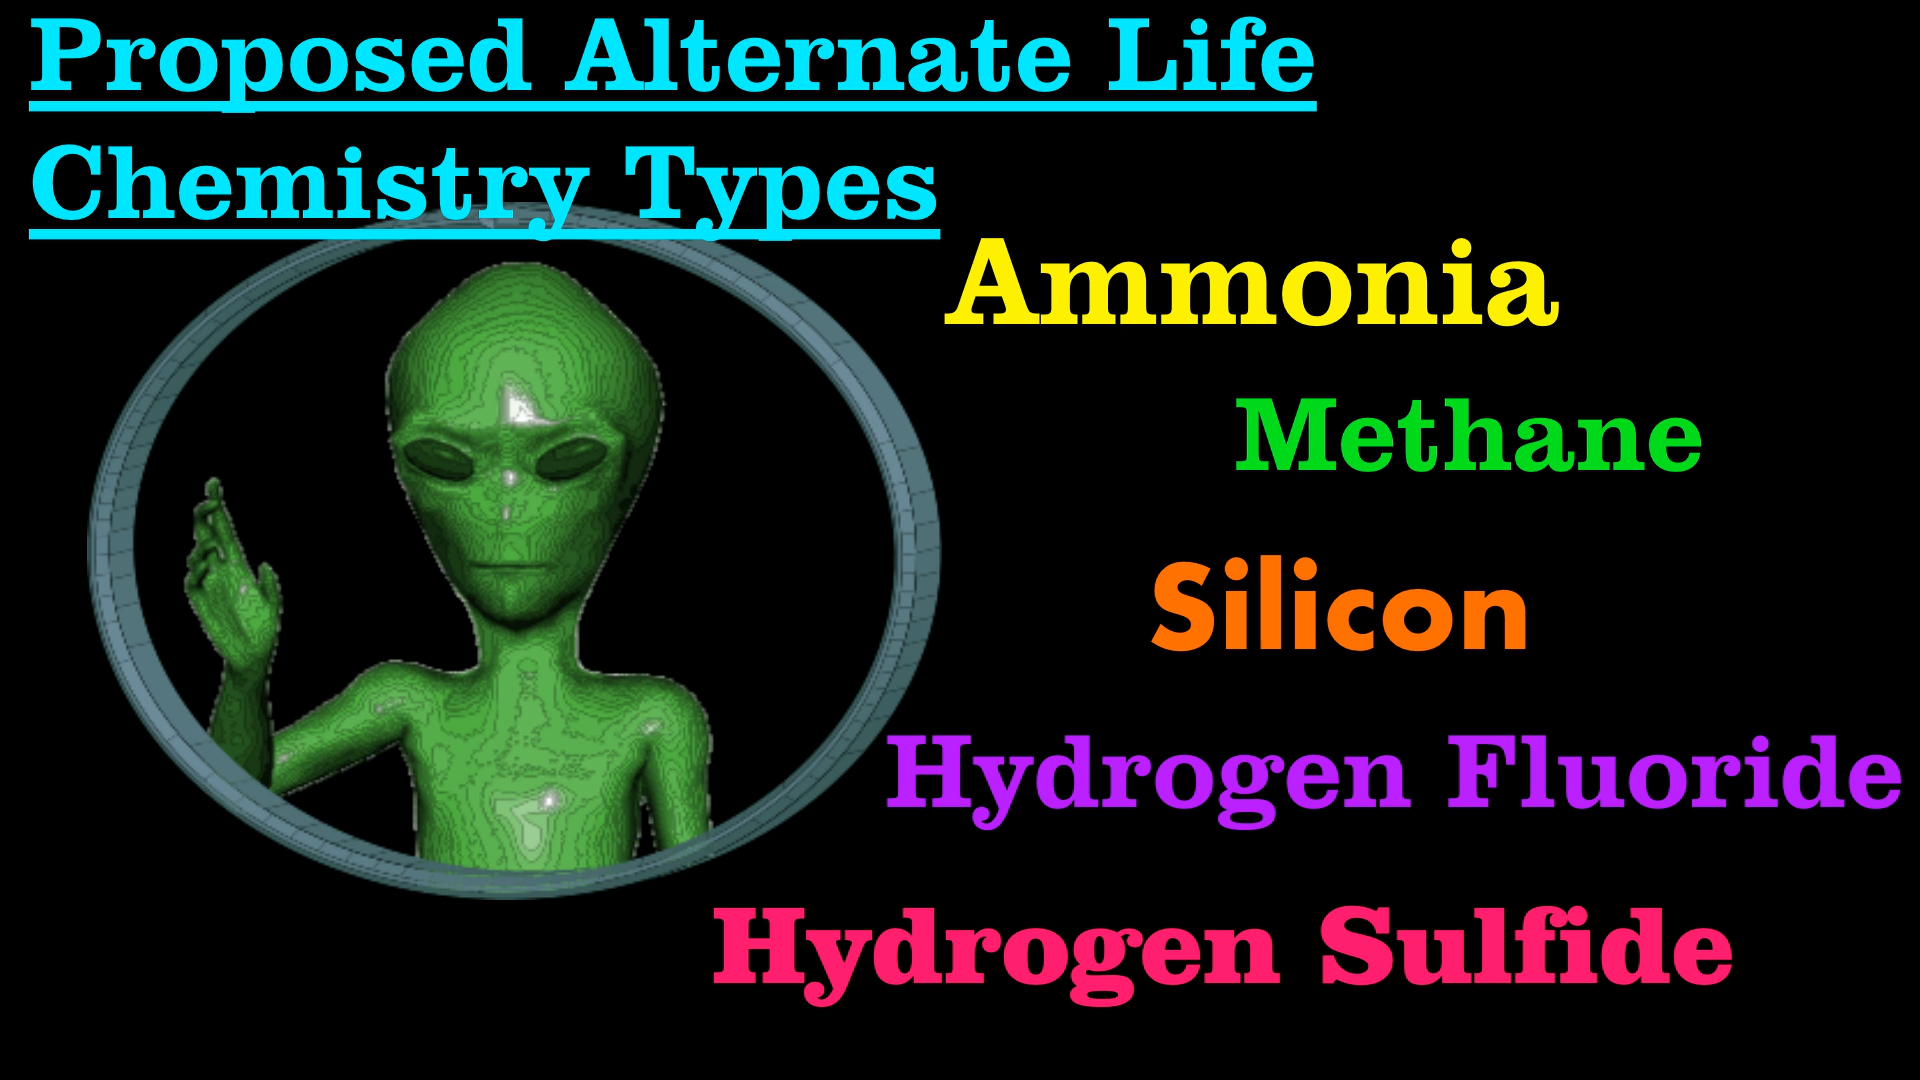 Proposed Alternate Life
Chemistry Types
Ammonia
Methane
Silicon
Hydrogen Fluoride
Hydrogen Sulfide